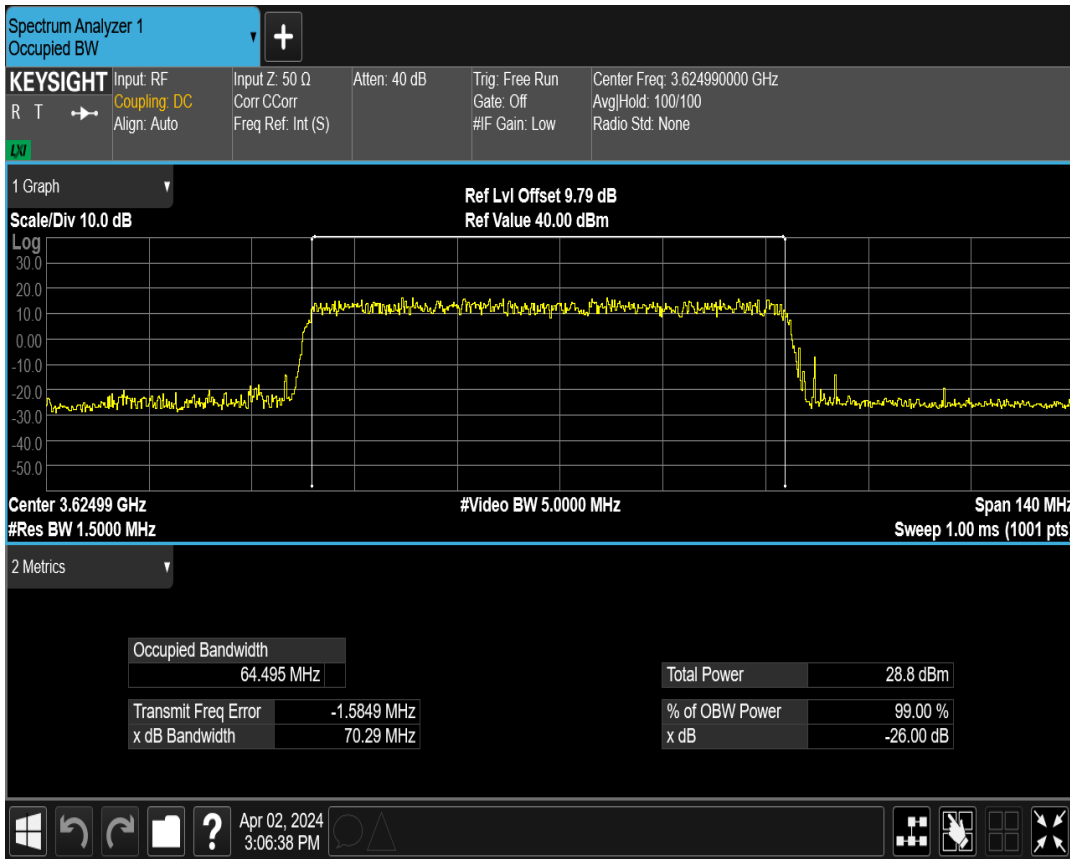 Spectrum Analyzer 1
Occupied BW
+
KEYSIGHT
R T
LXI
Input: RF
Coupling: DC
Align: Auto
Input Z: 50 Ω
Corr CCorr
Freq Ref: Int (S)
Atten: 40 dB
Trig: Free Run
Gate: Off
#IF Gain: Low
Center Freq: 3.624990000 GHz
Avg|Hold: 100/100
Radio Std: None
1 Graph
Scale/Div 10.0 dB
Ref Lvl Offset 9.79 dB
Ref Value 40.00 dBm
Log
30.0
20.0
10.0
0.00
-10.0
-20.0
-30.0
-40.0
-50.0
Center 3.62499 GHz
#Video BW 5.0000 MHz
Span 140 MHz
#Res BW 1.5000 MHz
Sweep 1.00 ms (1001 pts)
2 Metrics
Occupied Bandwidth
64.495 MHz
Transmit Freq Error -1.5849 MHz
x dB Bandwidth 70.29 MHz
Total Power 28.8 dBm
% of OBW Power 99.00 %
x dB -26.00 dB
?
Apr 02, 2024
3:06:38 PM